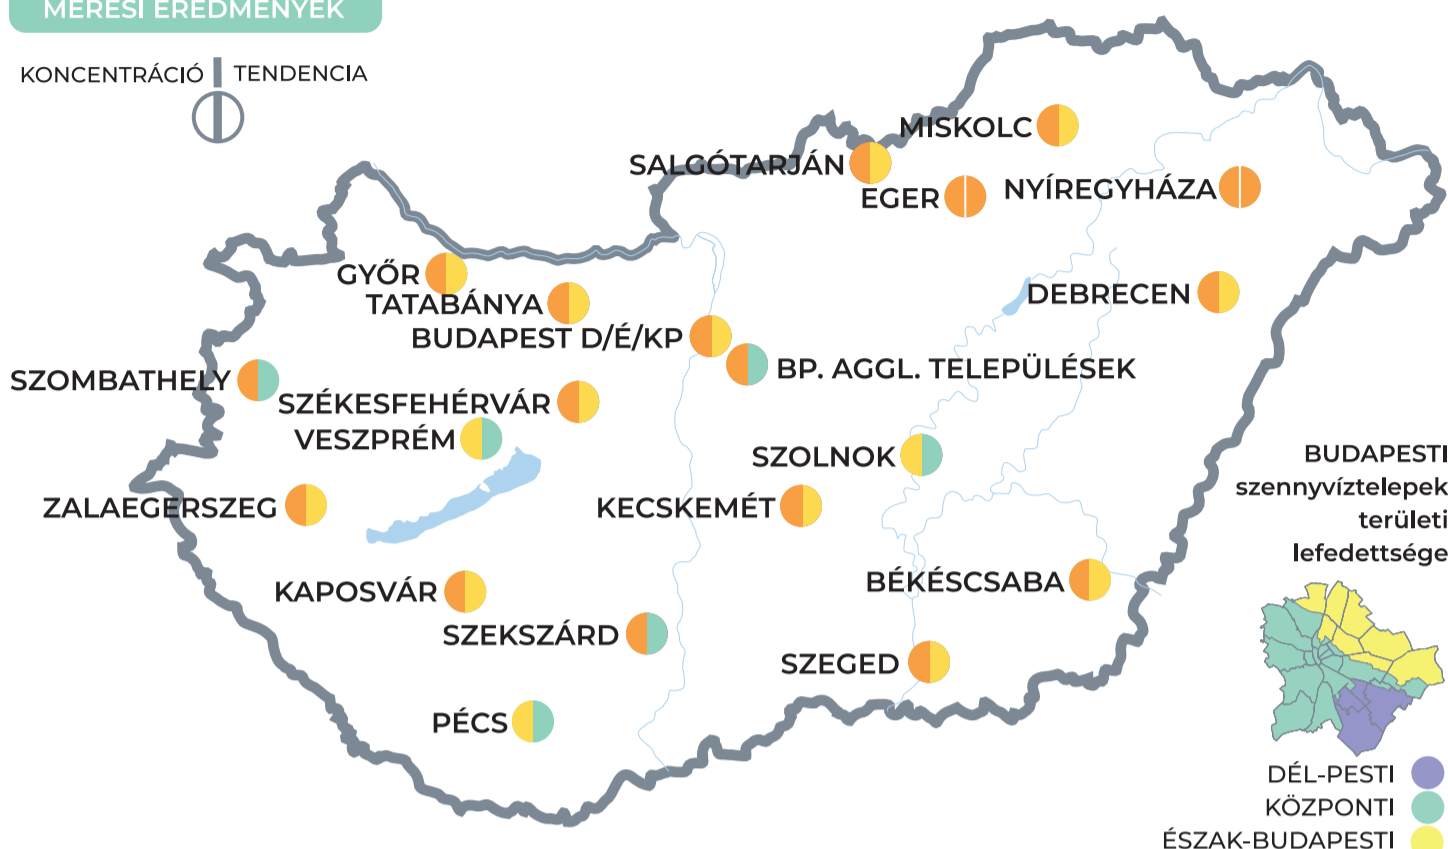 MÉRÉSI EREDMÉNYEK
KONCENTRÁCIÓ
TENDENCIA
MISKOLC
SALGÓTARJÁN
EGER
NYÍREGYHÁZA
GYŐR
TATABÁNYA
DEBRECEN
BUDAPEST D/É/KP
BP. AGGL. TELEPÜLÉSEK
SZOMBATHELY
SZÉKESFEHÉRVÁR
VESZPRÉM
SZOLNOK
ZALAEGERSZEG
KECSKEMÉT
BÉKÉSCSABA
KAPOSVÁR
SZEKSZÁRD
SZEGED
PÉCS
BUDAPESTI
szennyvíztelepek
területi
lefedettsége
DÉL-PESTI
KÖZPONTI
ÉSZAK-BUDAPESTI